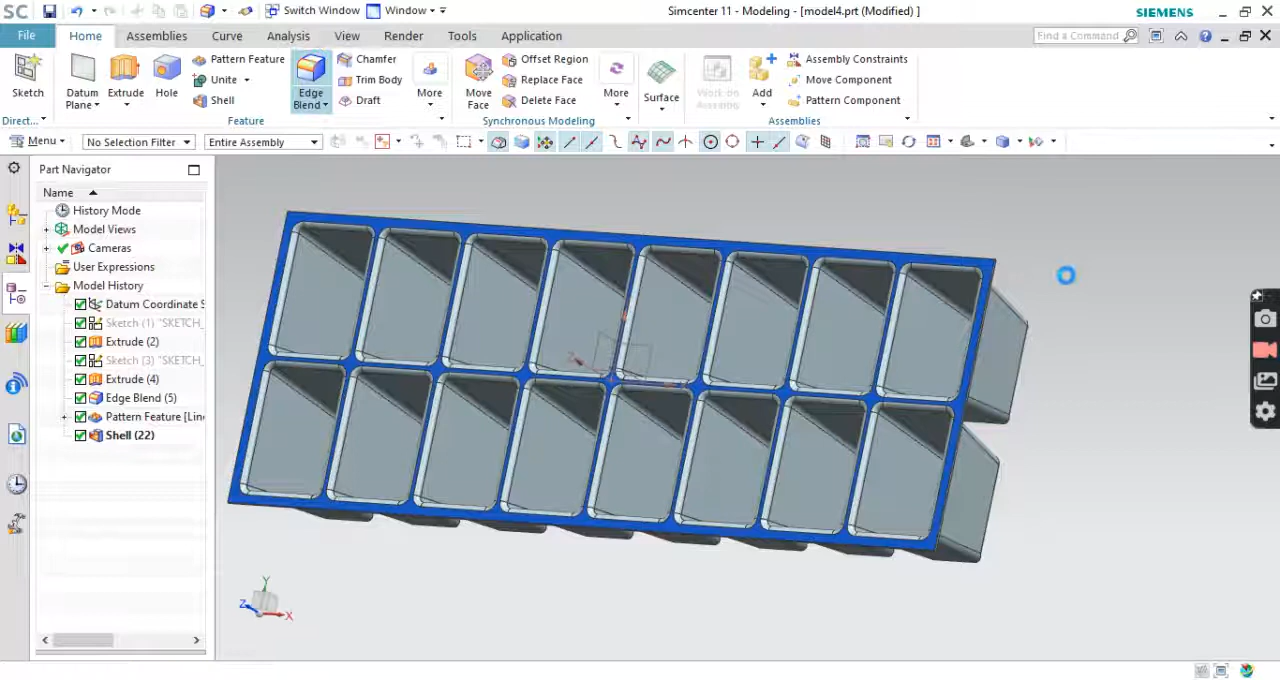 SC Switch Window Window Simcenter 11 - Modeling - [model4.prt (Modified) ] SIEMENS
File Home Assemblies Curve Analysis View Render Tools Application Find a Command
Sketch
Datum Plane
Extrude
Hole
Pattern Feature
Unite
Shell
Edge Blend
Chamfer
Trim Body
Draft
More
Move Face
Offset Region
Replace Face
Delete Face
More
Surface
Work on Assembly
Add
Assembly Constraints
Move Component
Pattern Component
Direct... Feature Synchronous Modeling Assemblies
Menu No Selection Filter Entire Assembly
Part Navigator
Name
History Mode
Model Views
Cameras
User Expressions
Model History
Datum Coordinate S
Sketch (1) "SKETCH_
Extrude (2)
Sketch (3) "SKETCH_
Extrude (4)
Edge Blend (5)
Pattern Feature [Line
Shell (22)
Y
Z
X